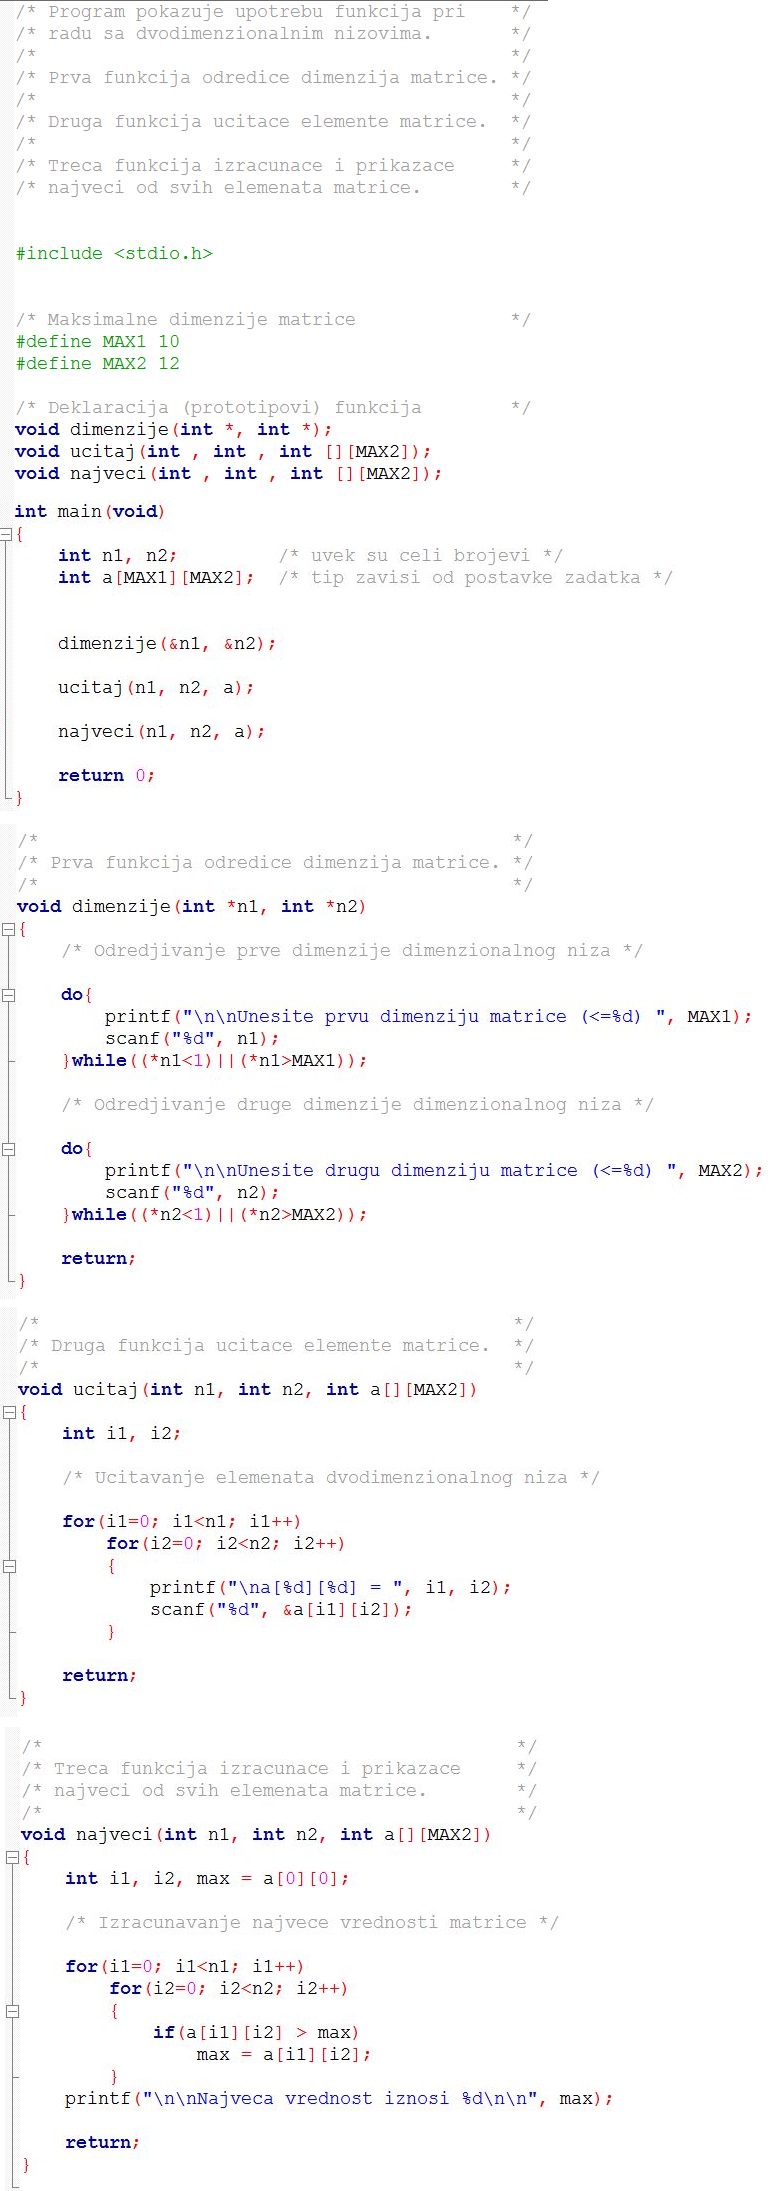 /* Program pokazuje upotrebu funkcija pri    */
/* radu sa dvodimenzionalnim nizovima.       */
/*                                           */
/* Prva funkcija odredice dimenzija matrice. */
/*                                           */
/* Druga funkcija ucitace elemente matrice.  */
/*                                           */
/* Treca funkcija izracunace i prikazace     */
/* najveci od svih elemenata matrice.        */
#include <stdio.h>
/* Maksimalne dimenzije matrice              */
#define MAX1 10
#define MAX2 12
/* Deklaracija (prototipovi) funkcija        */
void dimenzije(int *, int *);
void ucitaj(int , int , int [][MAX2]);
void najveci(int , int , int [][MAX2]);
int main(void)
{
    int n1, n2;         /* uvek su celi brojevi */
    int a[MAX1][MAX2];  /* tip zavisi od postavke zadatka */
    dimenzije(&n1, &n2);
    ucitaj(n1, n2, a);
    najveci(n1, n2, a);
    return 0;
}
/*                                           */
/* Prva funkcija odredice dimenzija matrice. */
/*                                           */
void dimenzije(int *n1, int *n2)
{
    /* Odredjivanje prve dimenzije dimenzionalnog niza */
    do{
        printf("\n\nUnesite prvu dimenziju matrice (<=%d) ", MAX1);
        scanf("%d", n1);
    }while((*n1<1)||(*n1>MAX1));
    /* Odredjivanje druge dimenzije dimenzionalnog niza */
    do{
        printf("\n\nUnesite drugu dimenziju matrice (<=%d) ", MAX2);
        scanf("%d", n2);
    }while((*n2<1)||(*n2>MAX2));
    return;
}
/*                                           */
/* Druga funkcija ucitace elemente matrice.  */
/*                                           */
void ucitaj(int n1, int n2, int a[][MAX2])
{
    int i1, i2;
    /* Ucitavanje elemenata dvodimenzionalnog niza */
    for(i1=0; i1<n1; i1++)
        for(i2=0; i2<n2; i2++)
        {
            printf("\na[%d][%d] = ", i1, i2);
            scanf("%d", &a[i1][i2]);
        }
    return;
}
/*                                           */
/* Treca funkcija izracunace i prikazace     */
/* najveci od svih elemenata matrice.        */
/*                                           */
void najveci(int n1, int n2, int a[][MAX2])
{
    int i1, i2, max = a[0][0];
    /* Izracunavanje najvece vrednosti matrice */
    for(i1=0; i1<n1; i1++)
        for(i2=0; i2<n2; i2++)
        {
            if(a[i1][i2] > max)
                max = a[i1][i2];
        }
    printf("\n\nNajveca vrednost iznosi %d\n\n", max);
    return;
}